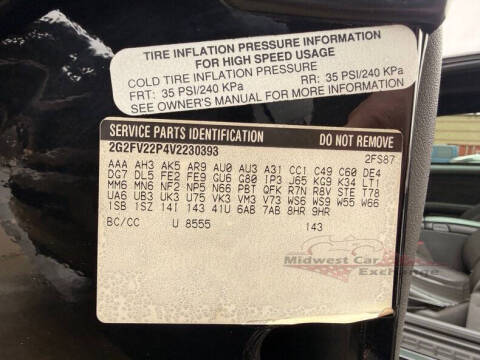 TIRE INFLATION PRESSURE INFORMATION
FOR HIGH SPEED USAGE
COLD TIRE INFLATION PRESSURE
FRT: 35 PSI/240 KPa RR: 35 PSI/240 KPa
SEE OWNER'S MANUAL FOR MORE INFORMATION
SERVICE PARTS IDENTIFICATION DO NOT REMOVE
2G2FV22P4V2230393 2FS87
AAA AH3 AK5 AR9 AU0 AU3 A31 CC1 C49 C60 DE4
DG7 DL5 FE2 FE9 GU6 G80 IP3 J65 KG9 K34 LT1
MM6 MN6 NF2 NP5 N66 PBT QFK R7N R8V STE T78
UA6 UB3 UK3 U75 VK3 VM3 V73 WS6 WS9 W55 W66
1SB 1SZ 14I 143 41U 6AB 7AB 8HR 9HR
BC/CC U 8555 143
Midwest Car
Exchange